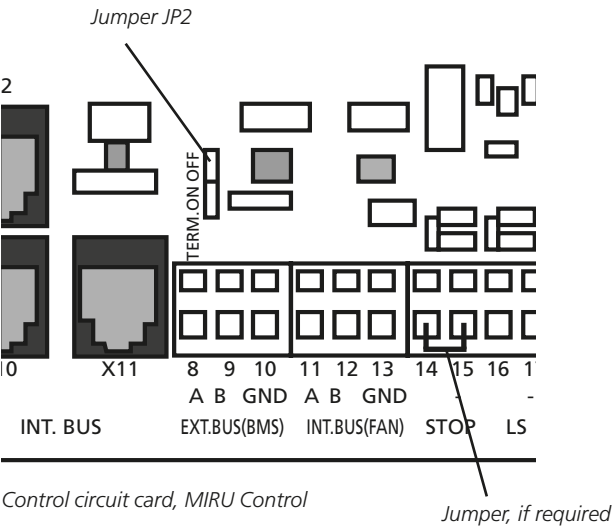 Jumper JP2
2
TERM.ON OFF
10 X11 8 9 10 11 12 13 14 15 16 1
A B GND A B GND - -
INT. BUS EXT.BUS(BMS) INT.BUS(FAN) STOP LS
Control circuit card, MIRU Control
Jumper, if required